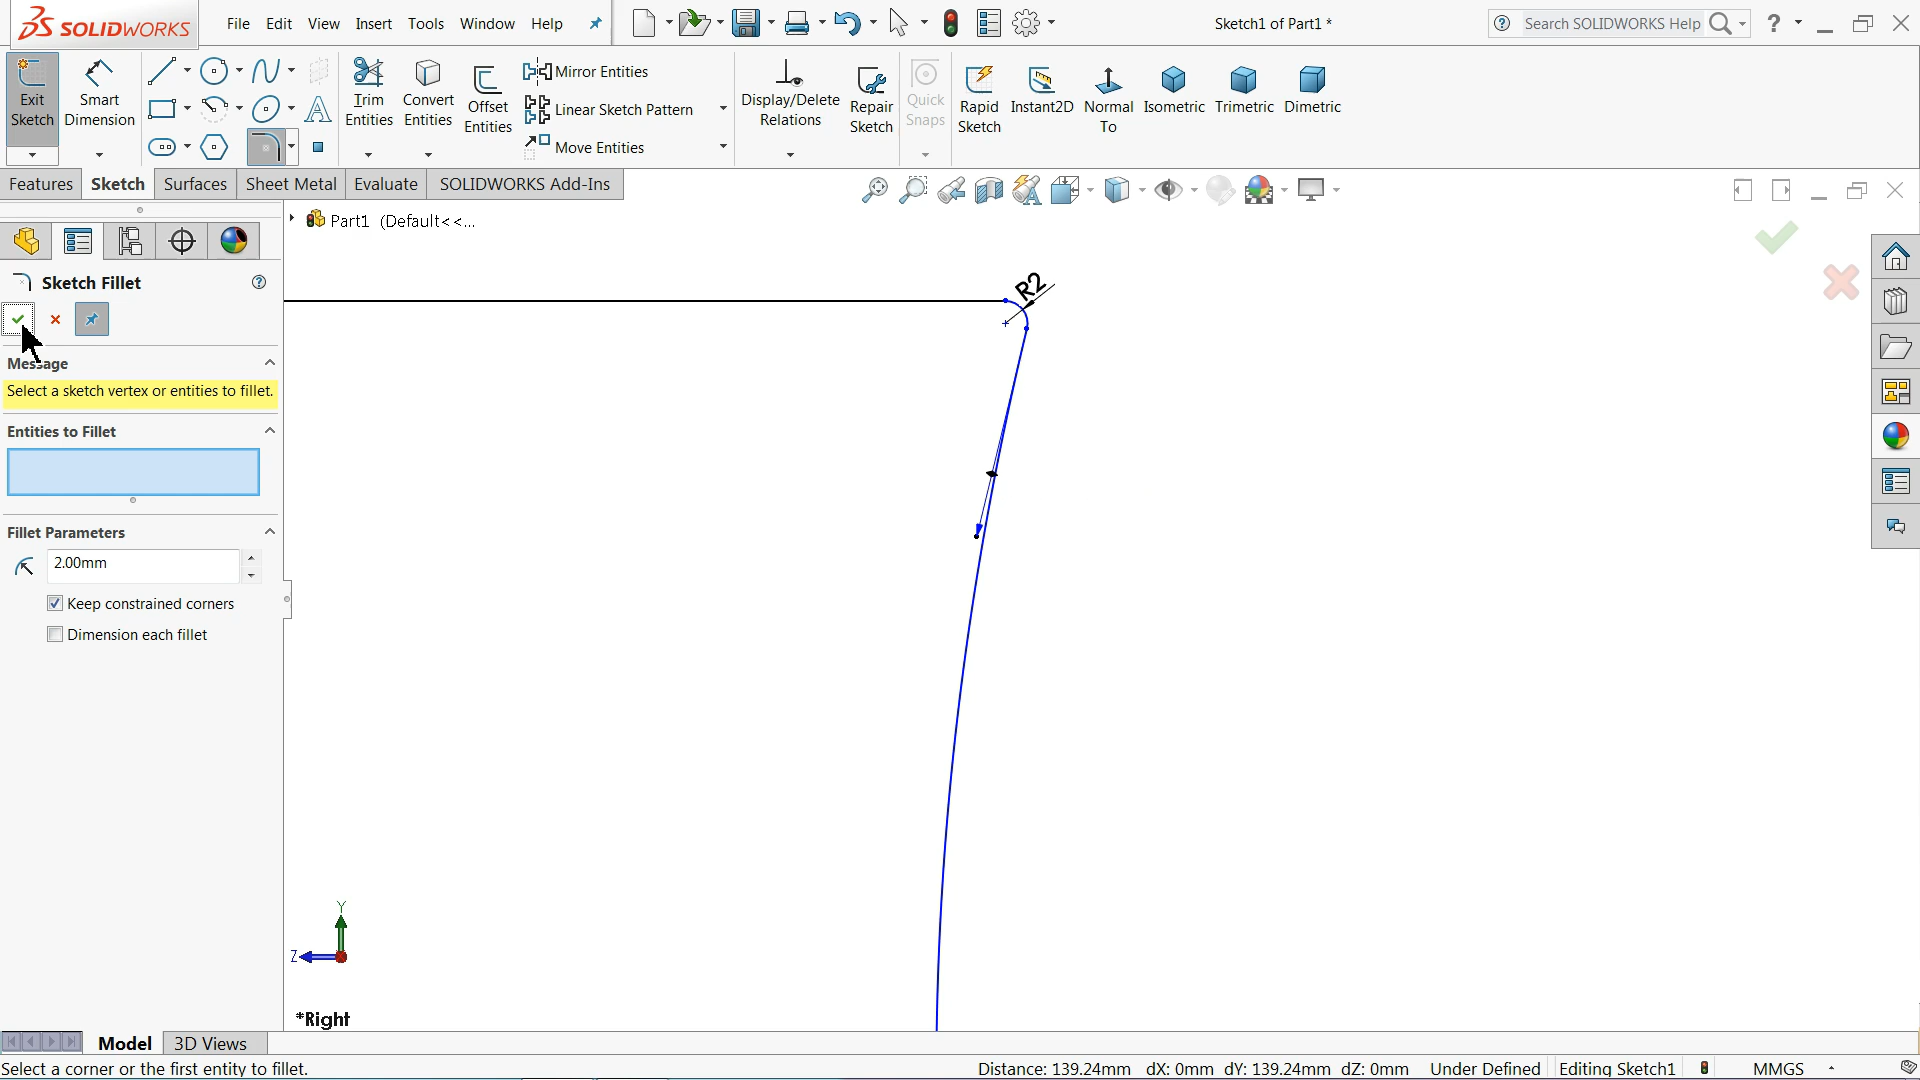 SOLIDWORKS
File Edit View Insert Tools Window Help
Sketch1 of Part1 *
Search SOLIDWORKS Help
Exit Sketch
Smart Dimension
Trim Entities
Convert Entities
Offset Entities
Mirror Entities
Linear Sketch Pattern
Move Entities
Display/Delete Relations
Repair Sketch
Quick Snaps
Rapid Sketch
Instant2D
Normal To
Isometric
Trimetric
Dimetric
Features Sketch Surfaces Sheet Metal Evaluate SOLIDWORKS Add-Ins
Part1 (Default<<...
Sketch Fillet
Message
Select a sketch vertex or entities to fillet.
Entities to Fillet
Fillet Parameters
2.00mm
Keep constrained corners
Dimension each fillet
R2
Y
Z
*Right
Model 3D Views
Select a corner or the first entity to fillet.
Distance: 139.24mm dX: 0mm dY: 139.24mm dZ: 0mm Under Defined Editing Sketch1 MMGS